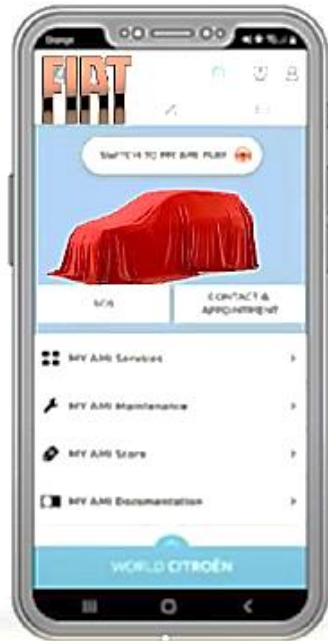 Orange
FIAT
SWITCH TO MY AMI PLAY
SOS
CONTACT &
APPOINTMENT
MY AMI Services
MY AMI Maintenance
MY AMI Store
MY AMI Documentation
WORLD CITROËN